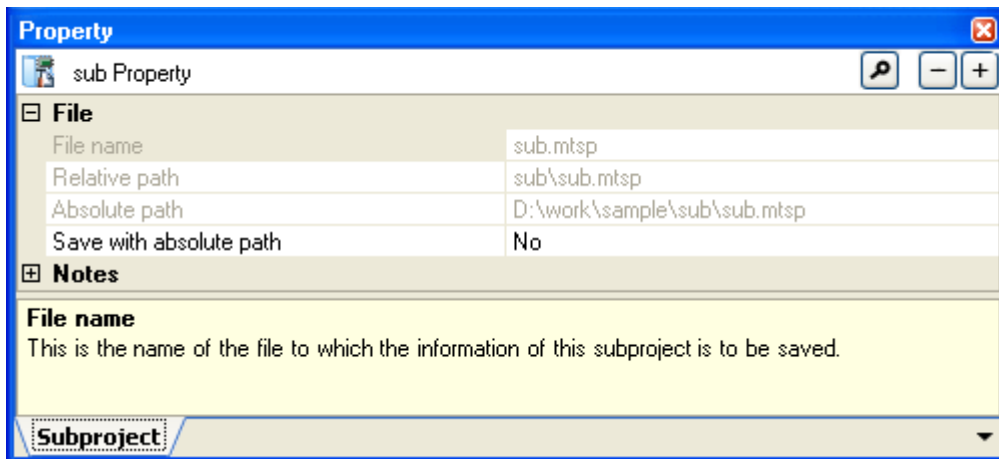 Property
sub Property
File
File name sub.mtsp
Relative path sub\sub.mtsp
Absolute path D:\work\sample\sub\sub.mtsp
Save with absolute path No
Notes
File name
This is the name of the file to which the information of this subproject is to be saved.
Subproject